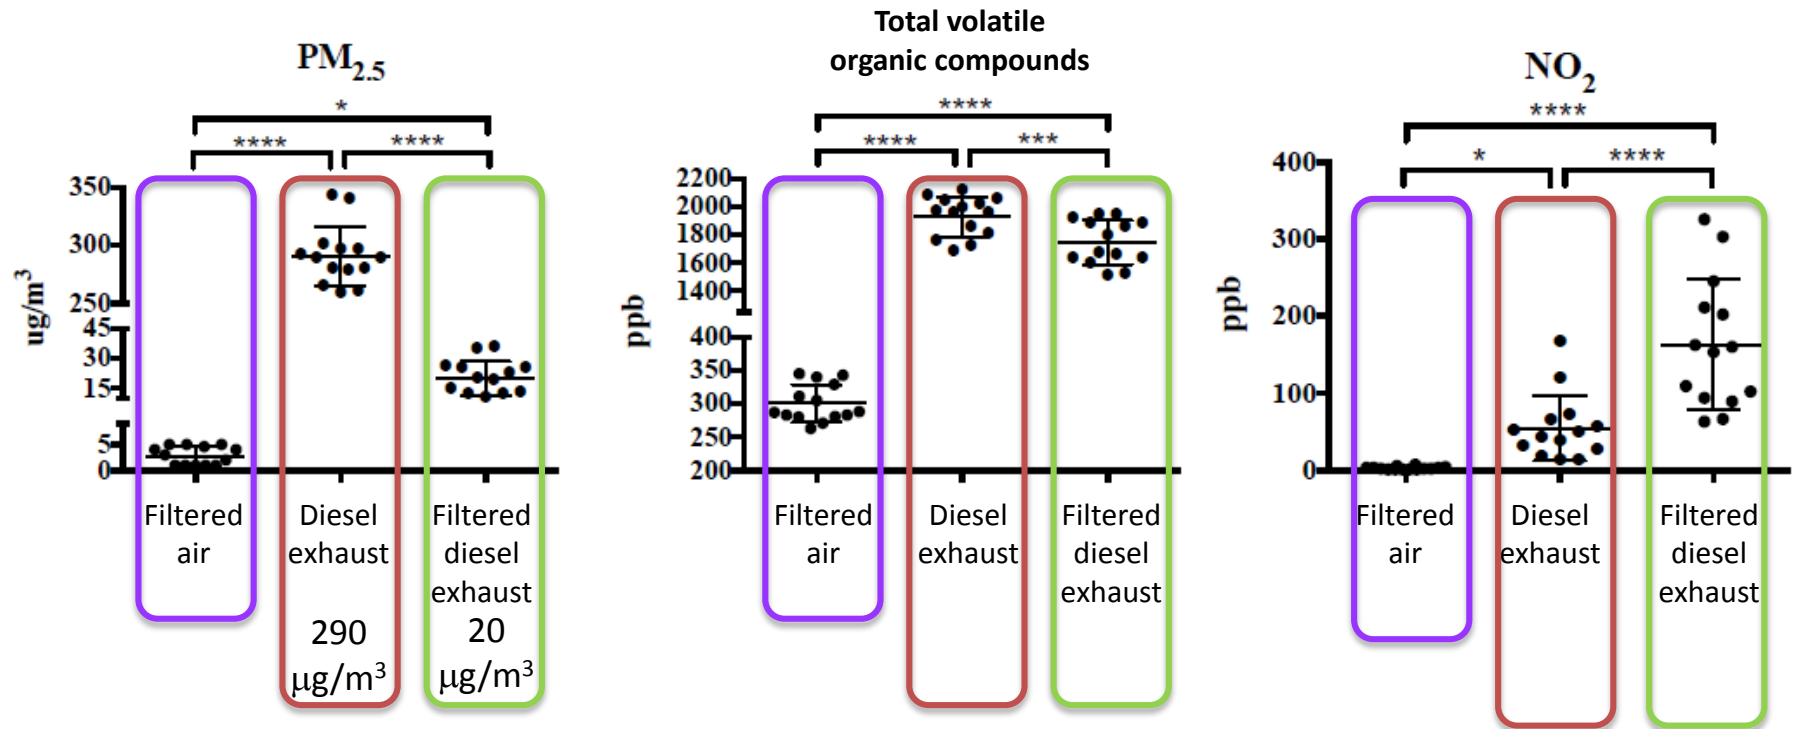 PM2.5
*
****
****
350
300
250
45
30
15
5
0
ug/m3
Filtered
air
Diesel
exhaust
290
μg/m3
Filtered
diesel
exhaust
20
μg/m3
Total volatile
organic compounds
****
****
***
2200
2000
1800
1600
1400
400
350
300
250
200
ppb
Filtered
air
Diesel
exhaust
Filtered
diesel
exhaust
NO2
****
*
****
400
300
200
100
0
ppb
Filtered
air
Diesel
exhaust
Filtered
diesel
exhaust